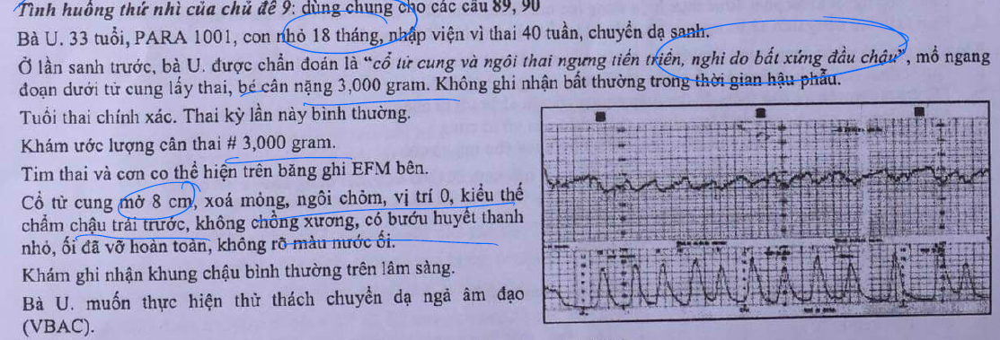 Tình huống thứ nhì của chủ đề 9: dùng chung cho các câu 89, 90
Bà U. 33 tuổi, PARA 1001, con nhỏ 18 tháng, nhập viện vì thai 40 tuần, chuyển dạ sanh.
Ở lần sanh trước, bà U. được chẩn đoán là “cổ tử cung và ngôi thai ngưng tiến triển, nghi do bất xứng đầu chậu”, mổ ngang
đoạn dưới tử cung lấy thai, bé cân nặng 3,000 gram. Không ghi nhận bất thường trong thời gian hậu phẫu.
Tuổi thai chính xác. Thai kỳ lần này bình thường.
Khám ước lượng cân thai # 3,000 gram.
Tim thai và cơn co thể hiện trên băng ghi EFM bên.
Cổ tử cung mở 8 cm, xoá mỏng, ngôi chỏm, vị trí 0, kiểu thế
chẩm chậu trái trước, không chồng xương, có bướu huyết thanh
nhỏ, ối đã vỡ hoàn toàn, không rõ màu nước ối.
Khám ghi nhận khung chậu bình thường trên lâm sàng.
Bà U. muốn thực hiện thử thách chuyển dạ ngả âm đạo
(VBAC).